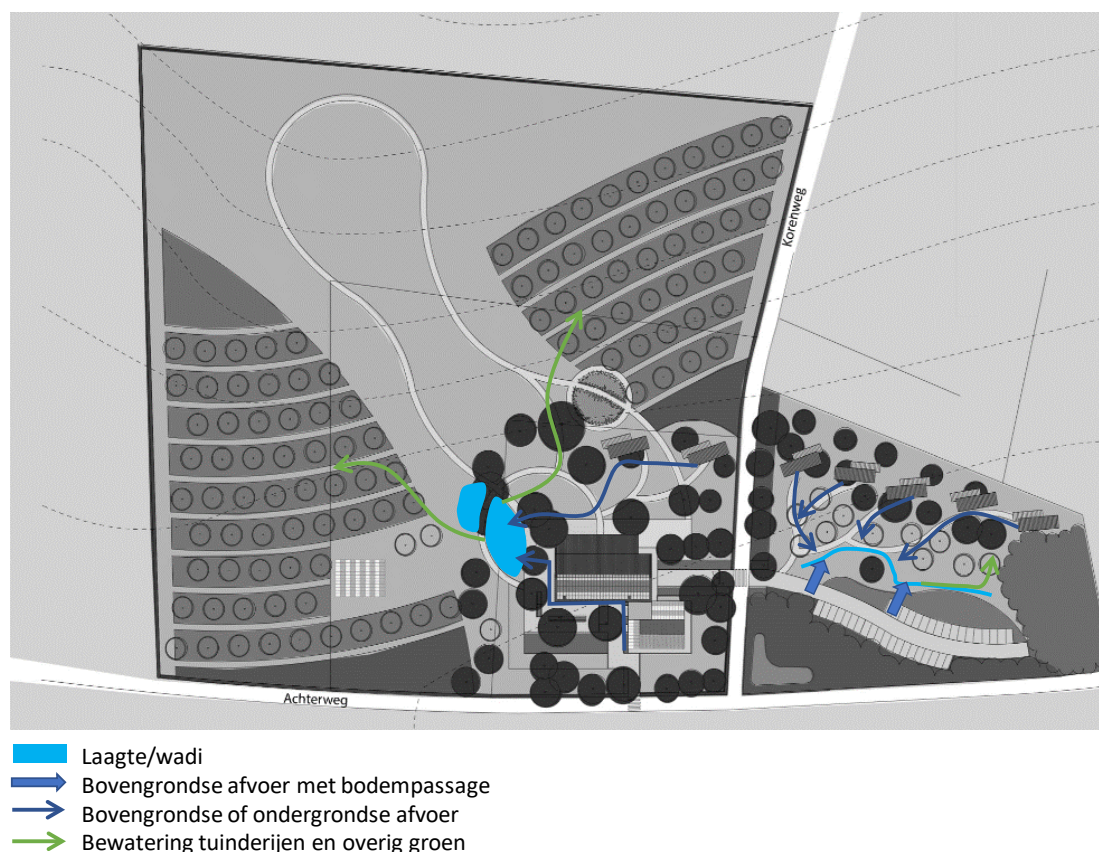 Korenweg
Achterweg
Laagte/wadi
Bovengrondse afvoer met bodempassage
Bovengrondse of ondergrondse afvoer
Bewatering tuinderijen en overig groen